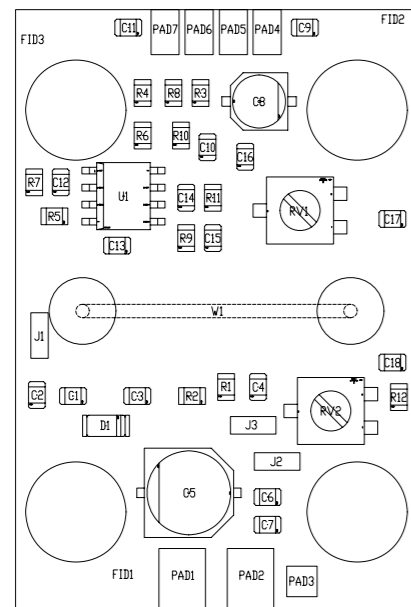 FID2
C11
PAD7
PAD6
PAD5
PAD4
C9
FID3
R4
R8
R3
C8
R6
R10
C10
C16
R7
C12
U1
C14
R11
RV1
R5
C17
C13
R9
C15
W1
J1
C18
C2
C1
C3
R2
R1
C4
RV2
R12
D1
J3
J2
C5
C6
C7
FID1
PAD1
PAD2
PAD3